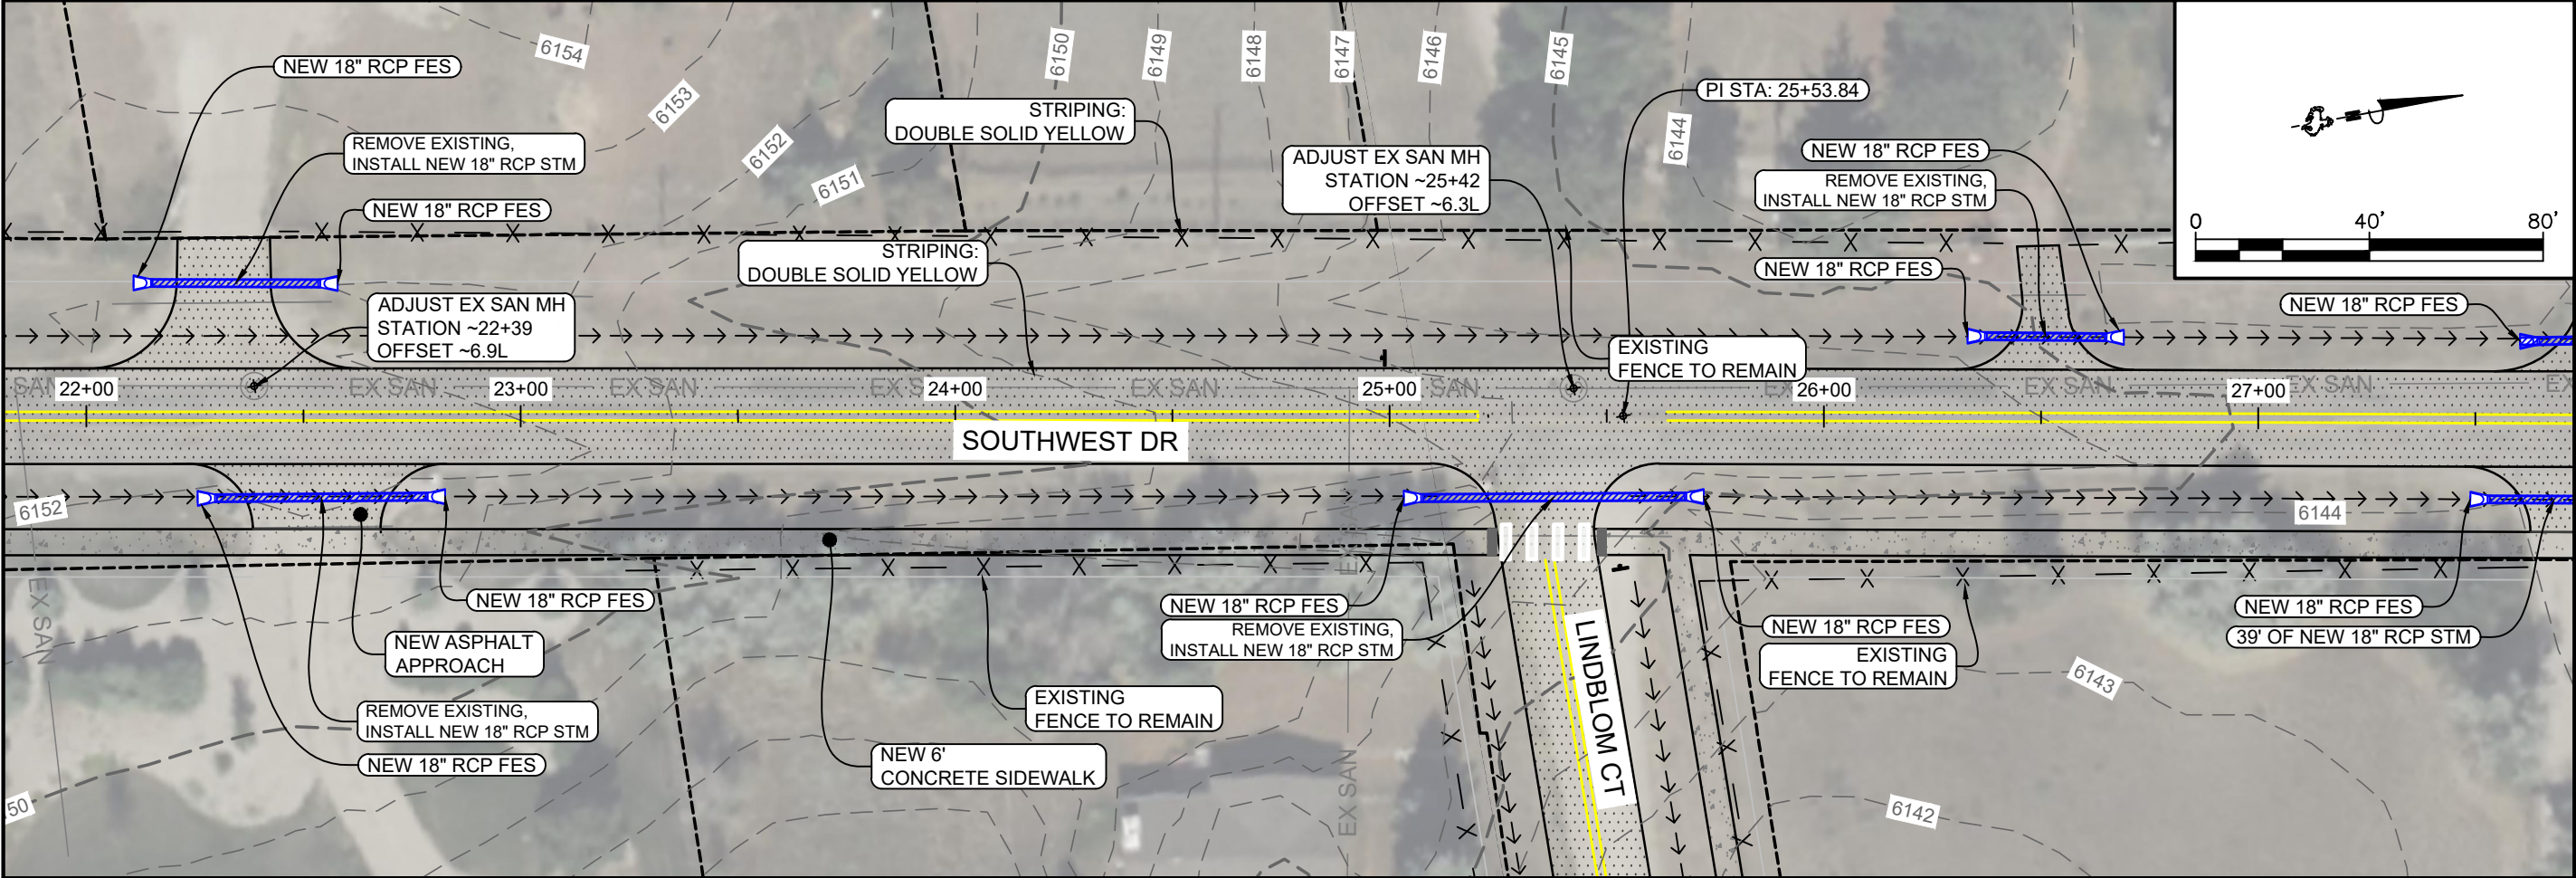 6154
6153
6152
6151
6150
6149
6148
6147
6146
6145
6144
NEW 18" RCP FES
REMOVE EXISTING,
INSTALL NEW 18" RCP STM
NEW 18" RCP FES
ADJUST EX SAN MH
STATION ~22+39
OFFSET ~6.9L
STRIPING:
DOUBLE SOLID YELLOW
STRIPING:
DOUBLE SOLID YELLOW
ADJUST EX SAN MH
STATION ~25+42
OFFSET ~6.3L
PI STA: 25+53.84
NEW 18" RCP FES
REMOVE EXISTING,
INSTALL NEW 18" RCP STM
NEW 18" RCP FES
0 40' 80'
NEW 18" RCP FES
EXISTING
FENCE TO REMAIN
SAN
22+00
EX SAN
23+00
EX SAN
EX S
24+00
EX SAN
25+00
SAN
EX
26+00
EX SAN
27+00
EX SAN
EX
SOUTHWEST DR
6152
6144
EX SAN
EX SAN
EX SAN
NEW 18" RCP FES
NEW ASPHALT
APPROACH
REMOVE EXISTING,
INSTALL NEW 18" RCP STM
NEW 18" RCP FES
NEW 6'
CONCRETE SIDEWALK
EXISTING
FENCE TO REMAIN
NEW 18" RCP FES
REMOVE EXISTING,
INSTALL NEW 18" RCP STM
LINDBLOM CT
NEW 18" RCP FES
EXISTING
FENCE TO REMAIN
NEW 18" RCP FES
39' OF NEW 18" RCP STM
6143
6142
50